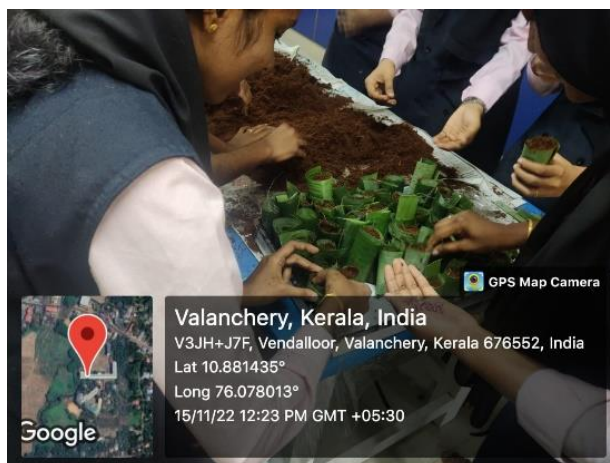 GPS Map Camera
Valanchery, Kerala, India
V3JH+J7F, Vendalloor, Valanchery, Kerala 676552, India
Lat 10.881435°
Long 76.078013°
15/11/22 12:23 PM GMT +05:30
Google